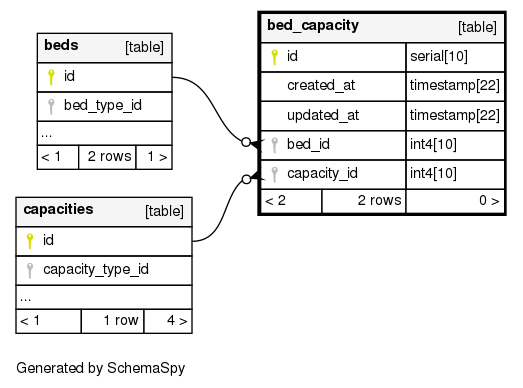 beds [table]
id
bed_type_id
...
< 1 2 rows 1 >
bed_capacity [table]
id serial[10]
created_at timestamp[22]
updated_at timestamp[22]
bed_id int4[10]
capacity_id int4[10]
< 2 2 rows 0 >
capacities [table]
id
capacity_type_id
...
< 1 1 row 4 >
Generated by SchemaSpy